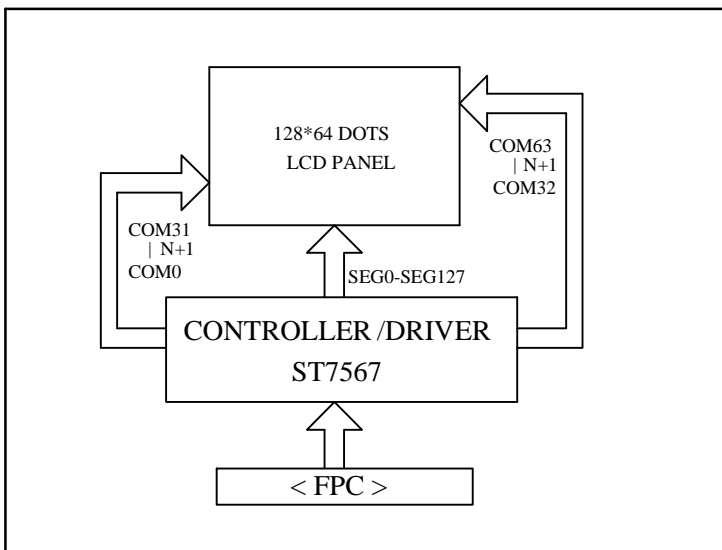 128*64 DOTS
LCD PANEL
COM63
| N+1
COM32
COM31
| N+1
COM0
SEG0-SEG127
CONTROLLER /DRIVER
ST7567
< FPC >